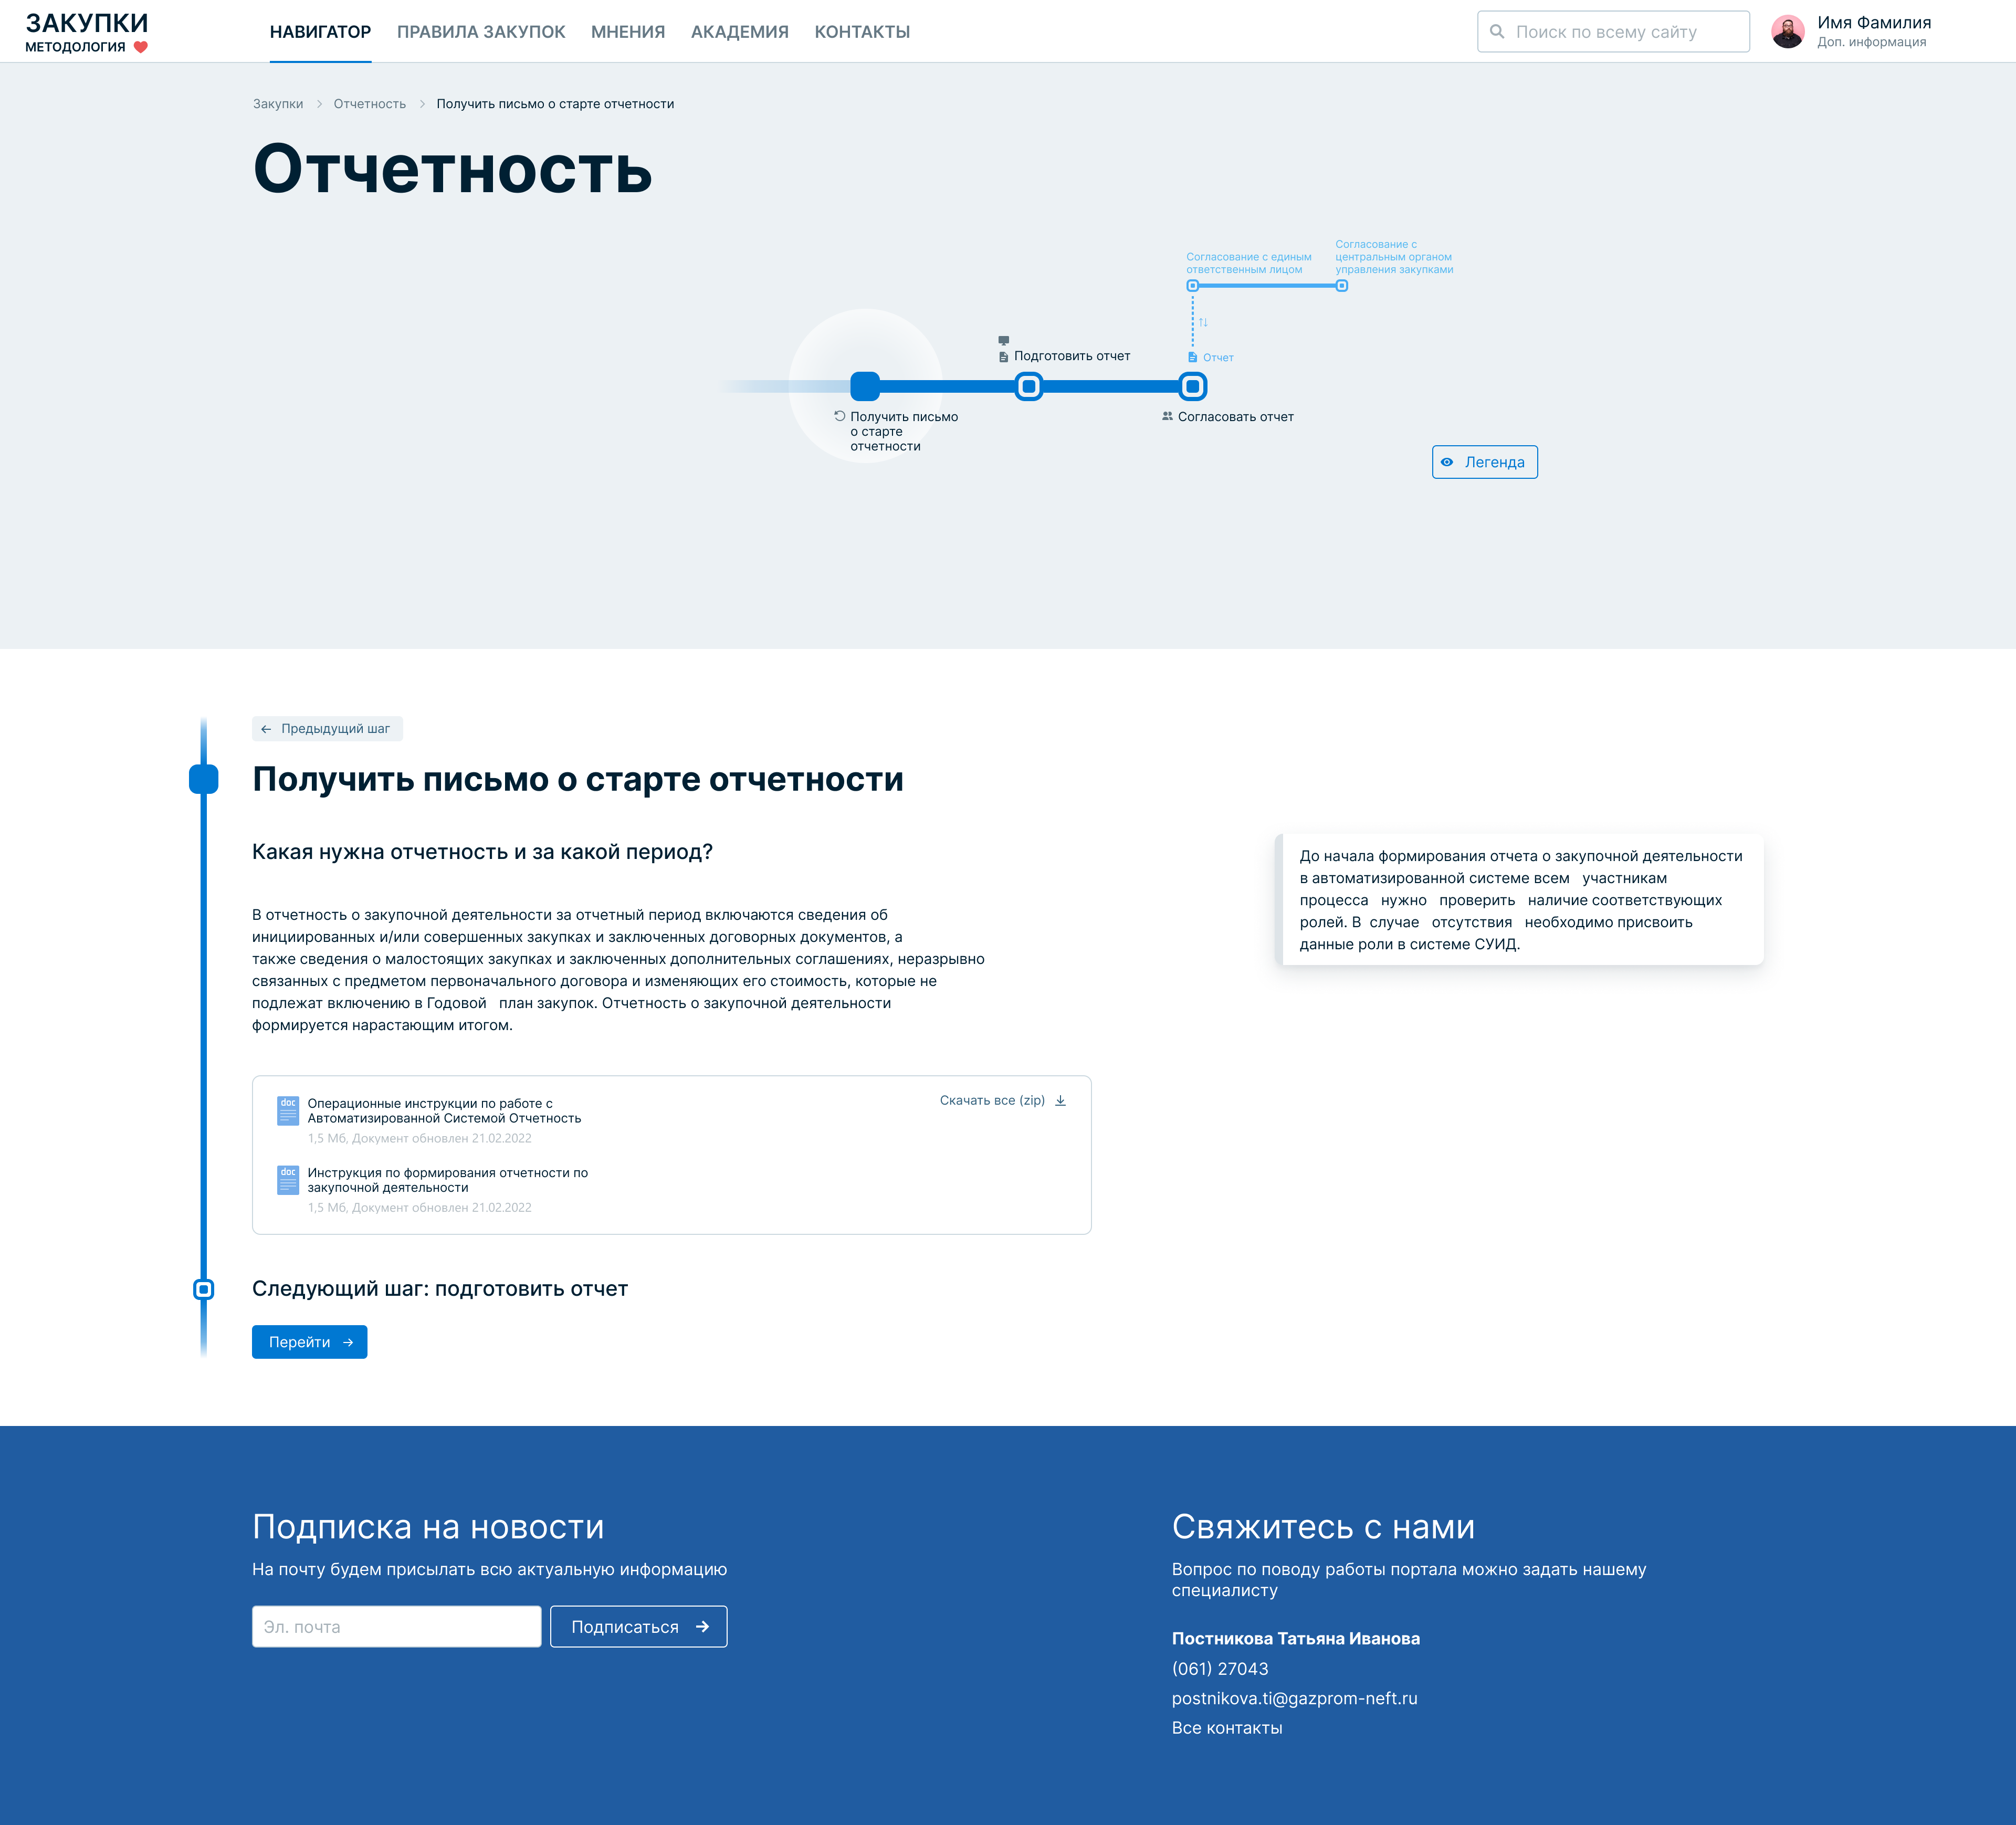 ЗАКУПКИ
МЕТОДОЛОГИЯ
НАВИГАТОР
ПРАВИЛА ЗАКУПОК
МНЕНИЯ
АКАДЕМИЯ
КОНТАКТЫ
Поиск по всему сайту
Имя Фамилия
Доп. информация
Закупки
Отчетность
Получить письмо о старте отчетности
Отчетность
Согласование с единым
ответственным лицом
Согласование с
центральным органом
управления закупками
Подготовить отчет
Отчет
Получить письмо
о старте
отчетности
Согласовать отчет
Легенда
Предыдущий шаг
Получить письмо о старте отчетности
Какая нужна отчетность и за какой период?
В отчетность о закупочной деятельности за отчетный период включаются сведения об
инициированных и/или совершенных закупках и заключенных договорных документов, а
также сведения о малостоящих закупках и заключенных дополнительных соглашениях, неразрывно
связанных с предметом первоначального договора и изменяющих его стоимость, которые не
подлежат включению в Годовой план закупок. Отчетность о закупочной деятельности
формируется нарастающим итогом.
До начала формирования отчета о закупочной деятельности
в автоматизированной системе всем участникам
процесса нужно проверить наличие соответствующих
ролей. В случае отсутствия необходимо присвоить
данные роли в системе СУИД.
doc
Операционные инструкции по работе с
Автоматизированной Системой Отчетность
1,5 Мб, Документ обновлен 21.02.2022
Скачать все (zip)
doc
Инструкция по формирования отчетности по
закупочной деятельности
1,5 Мб, Документ обновлен 21.02.2022
Следующий шаг: подготовить отчет
Перейти
Подписка на новости
На почту будем присылать всю актуальную информацию
Эл. почта
Подписаться
Свяжитесь с нами
Вопрос по поводу работы портала можно задать нашему
специалисту
Постникова Татьяна Иванова
(061) 27043
postnikova.ti@gazprom-neft.ru
Все контакты